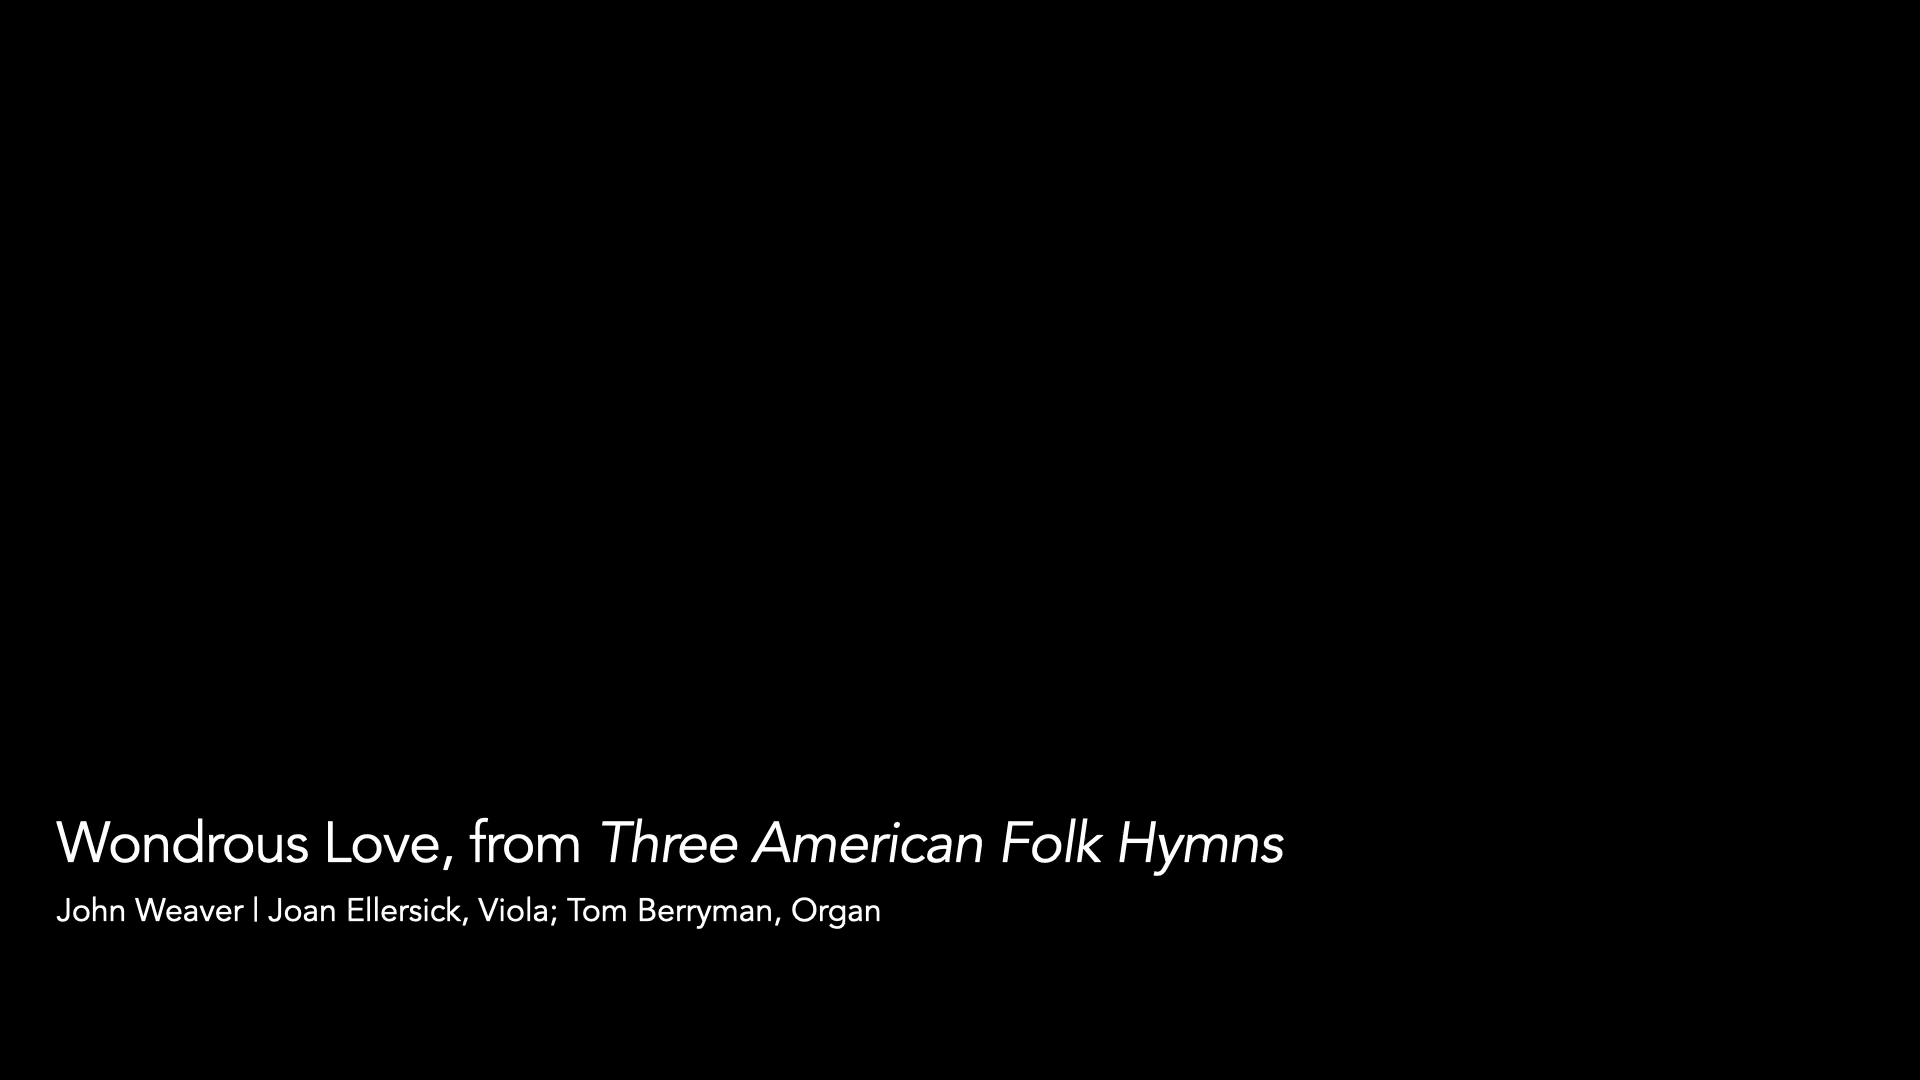 Wondrous Love, from Three American Folk Hymns
John Weaver | Joan Ellersick, Viola; Tom Berryman, Organ